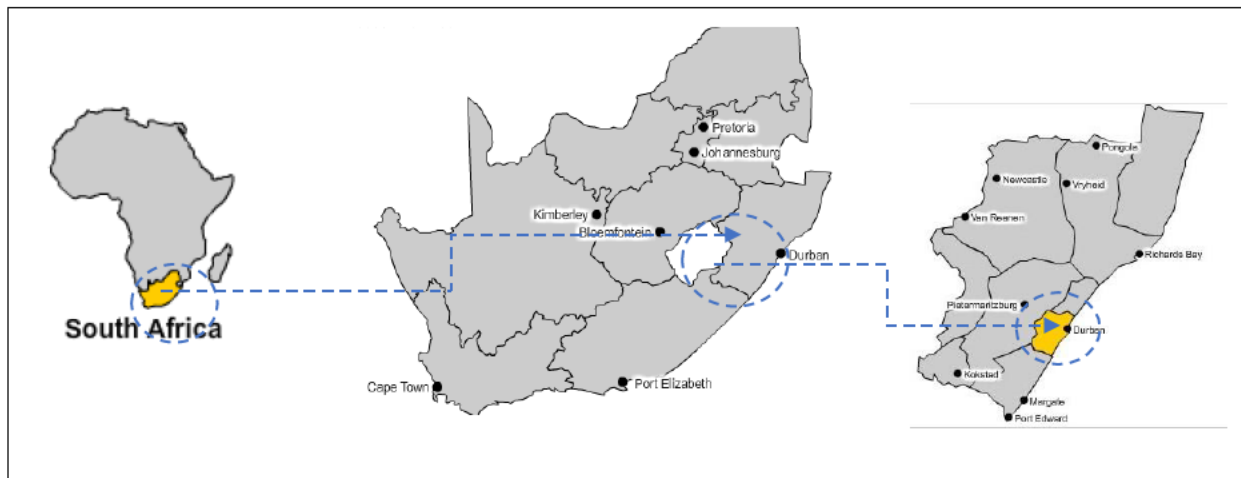 South Africa
Pretoria
Johannesburg
Kimberley
Bloemfontein
Durban
Cape Town
Port Elizabeth
Pongola
Newcastle
Vryheid
Van Reenen
Richards Bay
Pietermaritzburg
Durban
Kokstad
Margate
Port Edward